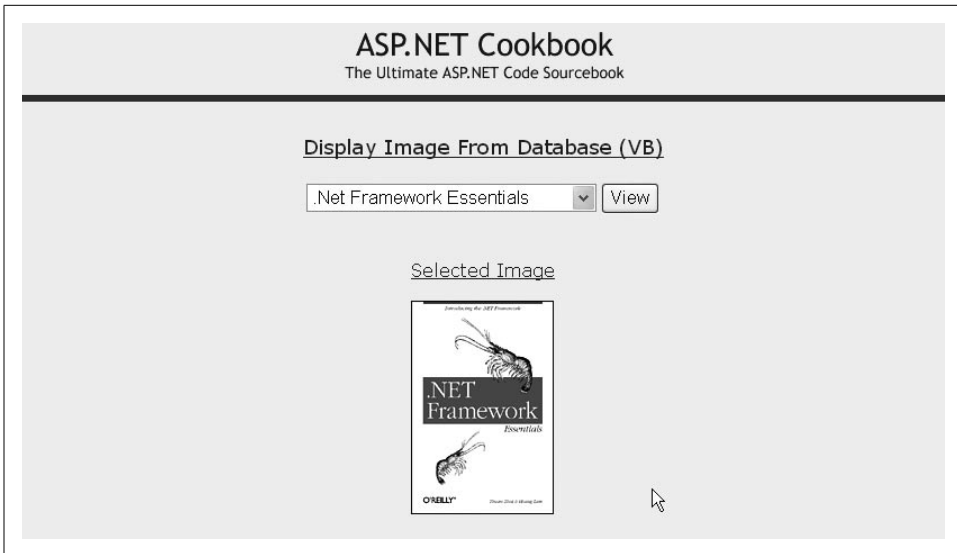 ASP.NET Cookbook
The Ultimate ASP.NET Code Sourcebook
Display Image From Database (VB)
.Net Framework Essentials
View
Selected Image
Introducing the .NET Framework
.NET
Framework
Essentials
O'REILLY